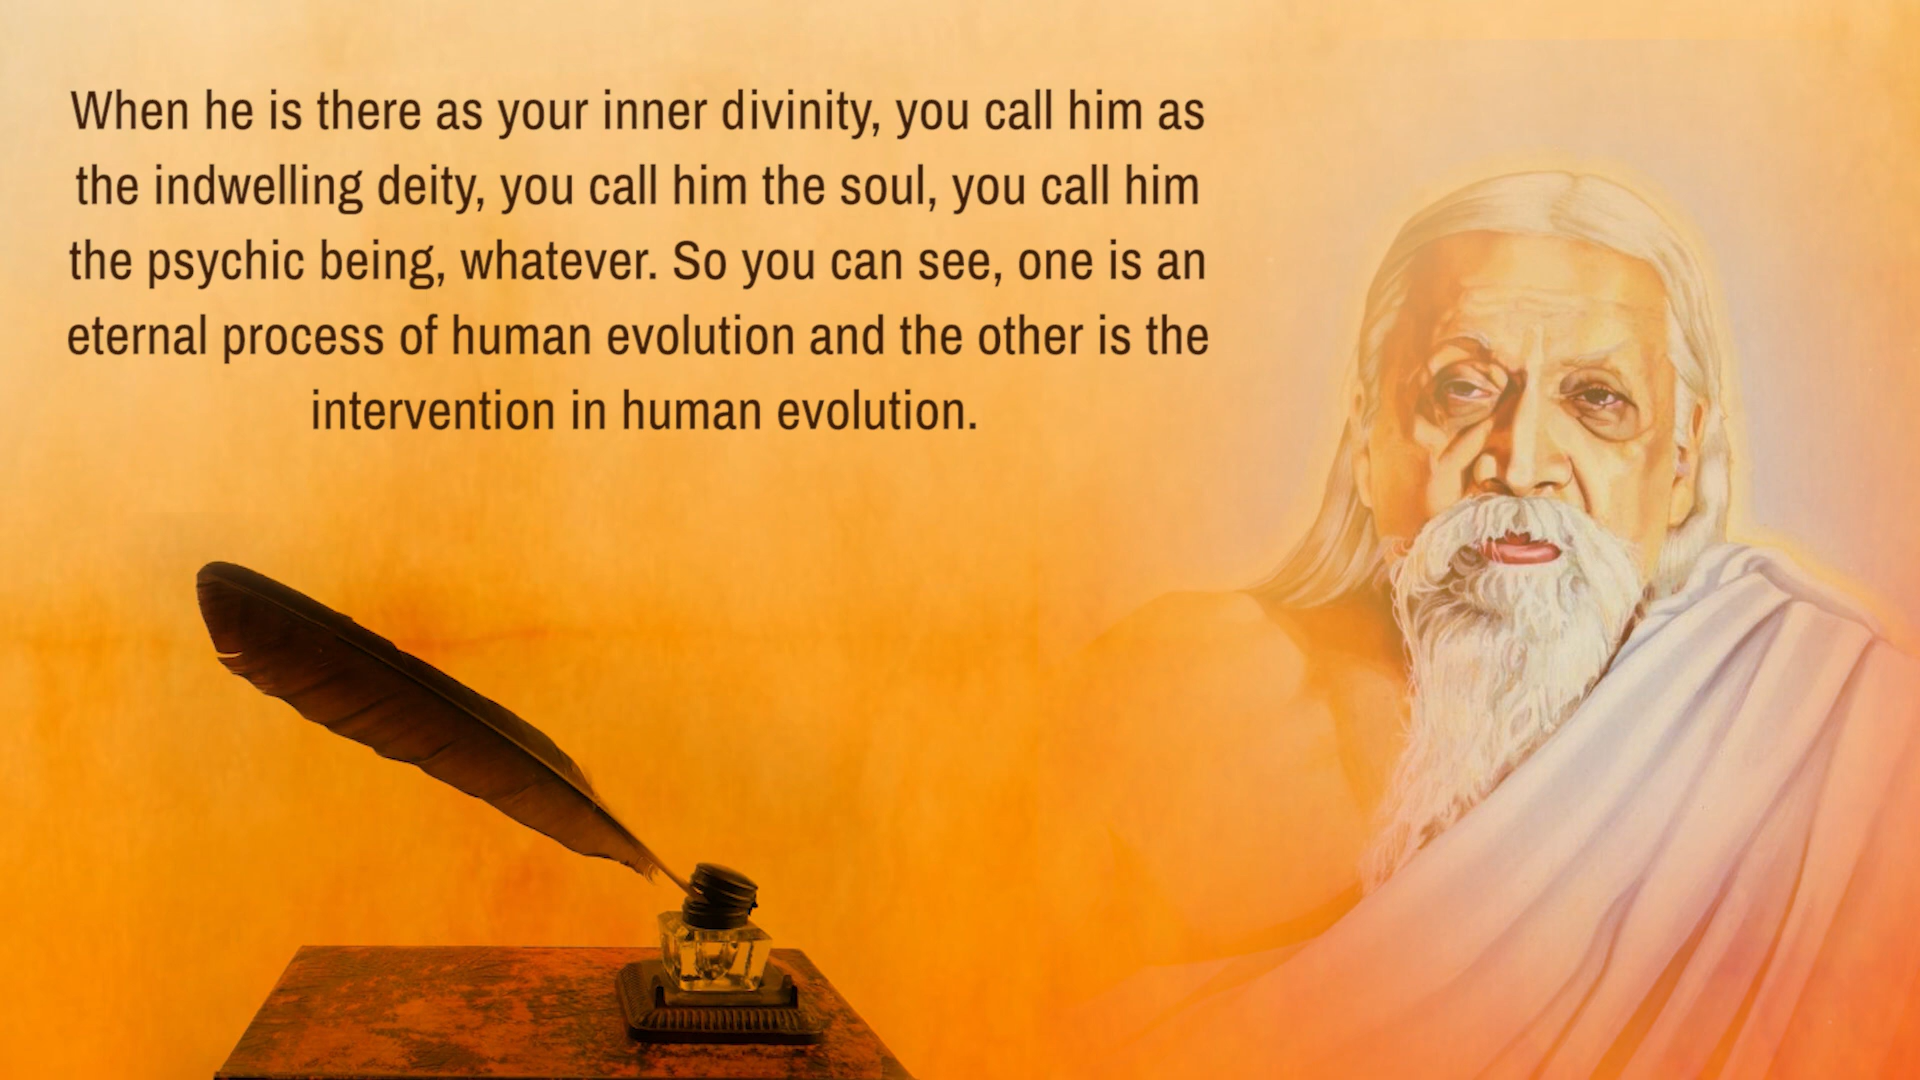 When he is there as your inner divinity, you call him as
the indwelling deity, you call him the soul, you call him
the psychic being, whatever. So you can see, one is an
eternal process of human evolution and the other is the
intervention in human evolution.